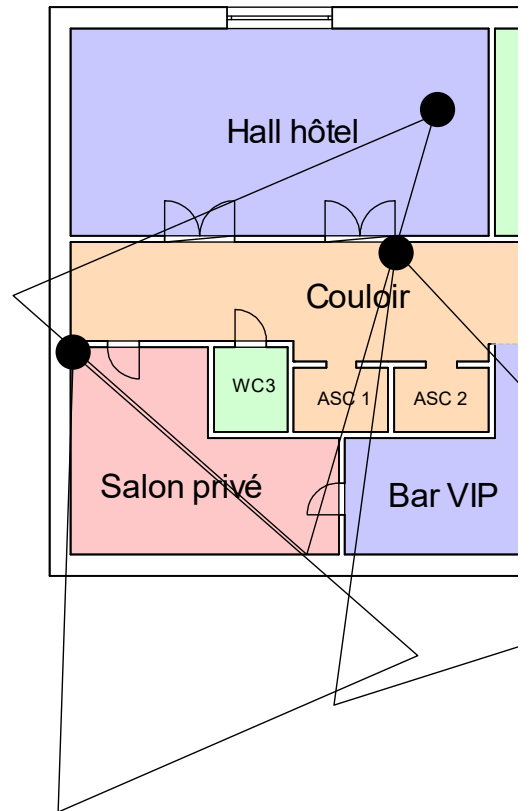 Hall hôtel
Couloir
WC3
ASC 1
ASC 2
Salon privé
Bar VIP